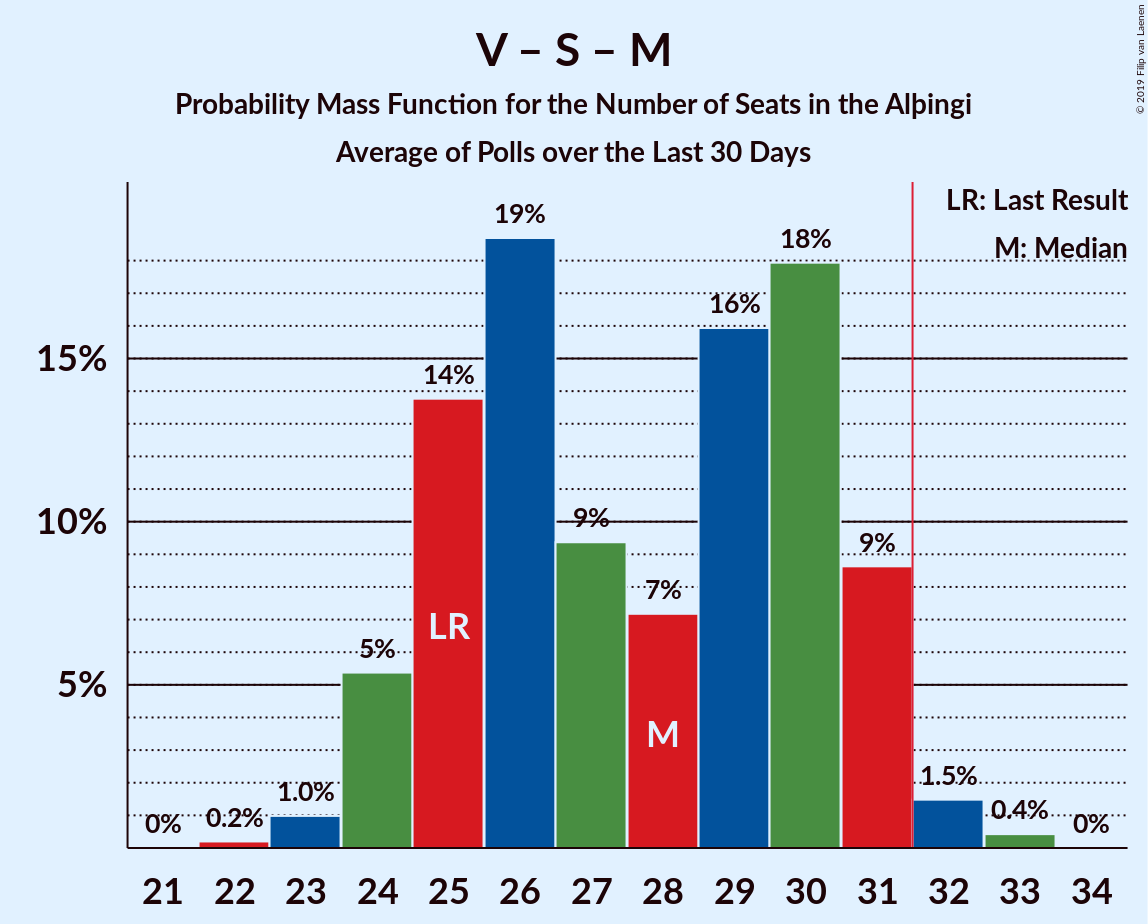 V – S – M
Probability Mass Function for the Number of Seats in the Alþingi
Average of Polls over the Last 30 Days
© 2019 Filip van Laenen
LR: Last Result
M: Median
15%
10%
5%
0%
0.2%
1.0%
5%
14%
19%
9%
7%
16%
18%
9%
1.5%
0.4%
0%
LR
M
21 22 23 24 25 26 27 28 29 30 31 32 33 34